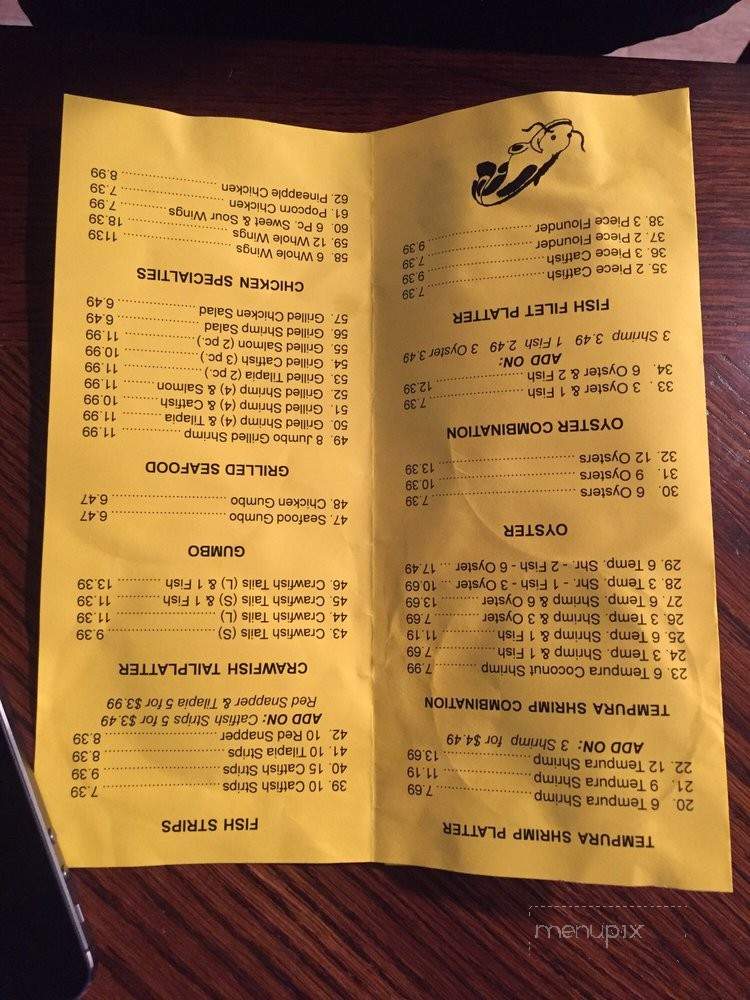 TEMPURA SHRIMP PLATTER
20. 6 Tempura Shrimp .................... 7.69
21. 9 Tempura Shrimp .................... 11.19
22. 12 Tempura Shrimp .................... 13.69
ADD ON: 3 Shrimp for $4.49
TEMPURA SHRIMP COMBINATION
23. 6 Tempura Coconut Shrimp .......... 7.99
24. 3 Temp. Shrimp & 1 Fish .............. 7.69
25. 6 Temp. Shrimp & 1 Fish .............. 11.19
26. 3 Temp. Shrimp & 3 Oyster .......... 7.69
27. 6 Temp. Shrimp & 6 Oyster .......... 13.69
28. 3 Temp. Shr. - 1 Fish - 3 Oyster ... 10.69
29. 6 Temp. Shr. - 2 Fish - 6 Oyster ... 17.49
OYSTER
30. 6 Oysters .................... 7.39
31. 9 Oysters .................... 10.39
32. 12 Oysters .................... 13.39
OYSTER COMBINATION
33. 3 Oyster & 1 Fish .................... 7.39
34. 6 Oyster & 2 Fish .................... 12.39
ADD ON:
3 Shrimp 3.49 1 Fish 2.49 3 Oyster 3.49
FISH FILET PLATTER
35. 2 Piece Catfish .................... 7.39
36. 3 Piece Catfish .................... 9.39
37. 2 Piece Flounder .................... 7.39
38. 3 Piece Flounder .................... 9.39
FISH STRIPS
39. 10 Catfish Strips .................... 7.39
40. 15 Catfish Strips .................... 9.39
41. 10 Tilapia Strips .................... 8.39
42. 10 Red Snapper .................... 8.39
ADD ON: Catfish Strips 5 for $3.49
Red Snapper & Tilapia 5 for $3.99
CRAWFISH TAILPLATTER
43. Crawfish Tails (S) .................... 9.39
44. Crawfish Tails (L) .................... 11.39
45. Crawfish Tails (S) & 1 Fish .......... 11.39
46. Crawfish Tails (L) & 1 Fish .......... 13.39
GUMBO
47. Seafood Gumbo .................... 6.47
48. Chicken Gumbo .................... 6.47
GRILLED SEAFOOD
49. 8 Jumbo Grilled Shrimp .......... 11.99
50. Grilled Shrimp (4) & Tilapia .......... 11.99
51. Grilled Shrimp (4) & Catfish .......... 10.99
52. Grilled Shrimp (4) & Salmon .......... 11.99
53. Grilled Tilapia (2 pc.) .................... 11.99
54. Grilled Catfish (3 pc.) .................... 10.99
55. Grilled Salmon (2 pc.) .................... 11.99
56. Grilled Shrimp Salad .................... 6.49
57. Grilled Chicken Salad .................... 6.49
CHICKEN SPECIALTIES
58. 6 Whole Wings .................... 1139
59. 12 Whole Wings .................... 18.39
60. 6 Pc. Sweet & Sour Wings .......... 7.99
61. Popcorn Chicken .................... 7.39
62. Pineapple Chicken .................... 8.99
menupix